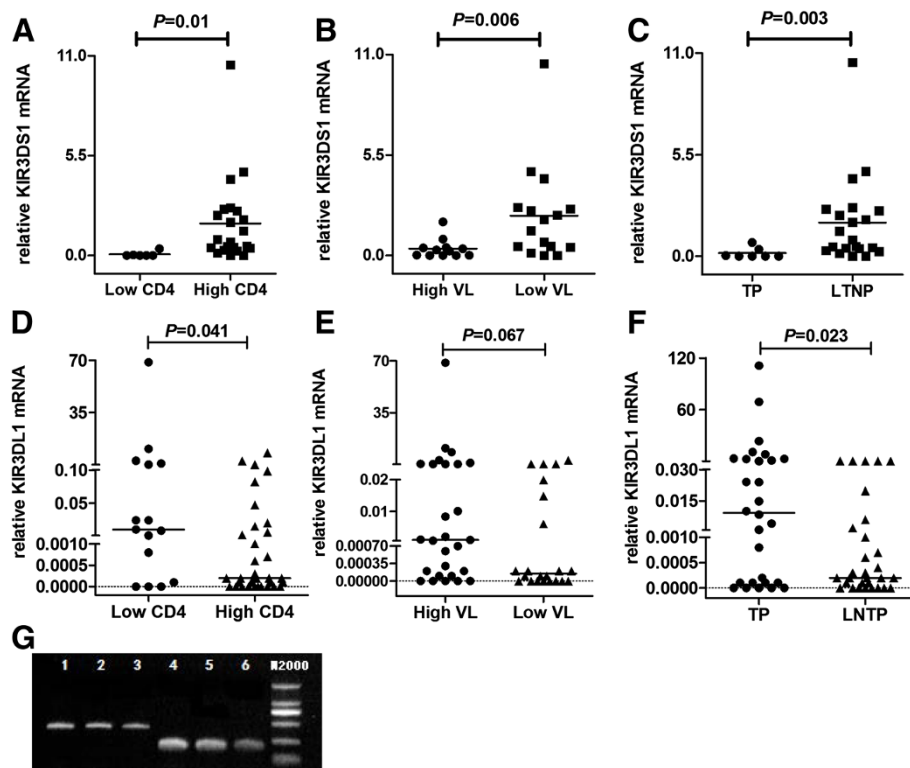 A
P=0.01
relative KIR3DS1 mRNA
11.0
5.5
0.0
Low CD4 High CD4
B
P=0.006
relative KIR3DS1 mRNA
11.0
5.5
0.0
High VL Low VL
C
P=0.003
relative KIR3DS1 mRNA
11.0
5.5
0.0
TP LTNP
D
P=0.041
relative KIR3DL1 mRNA
70
35
0.10
0.05
0.0010
0.0005
0.0000
Low CD4 High CD4
E
P=0.067
relative KIR3DL1 mRNA
70
35
0.02
0.01
0.00070
0.00035
0.00000
High VL Low VL
F
P=0.023
relative KIR3DL1 mRNA
120
60
0.030
0.015
0.0010
0.0005
0.0000
TP LNTP
G
1 2 3 4 5 6 M2000